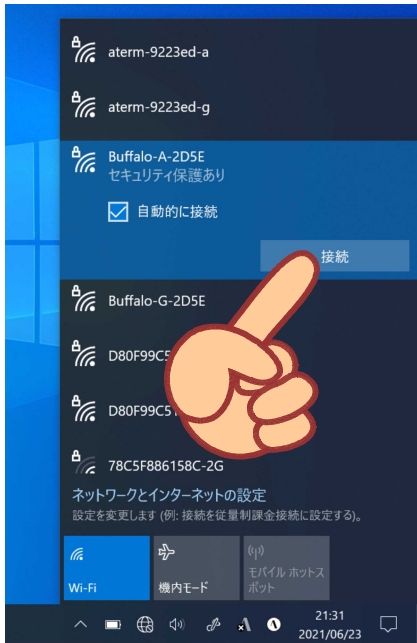 aterm-9223ed-a
aterm-9223ed-g
Buffalo-A-2D5E
セキュリティ保護あり
自動的に接続
接続
Buffalo-G-2D5E
D80F99C5
D80F99C51
78C5F886158C-2G
ネットワークとインターネットの設定
設定を変更します (例: 接続を従量制課金接続に設定する)。
Wi-Fi
機内モード
モバイル ホットス
ポット
21:31
2021/06/23